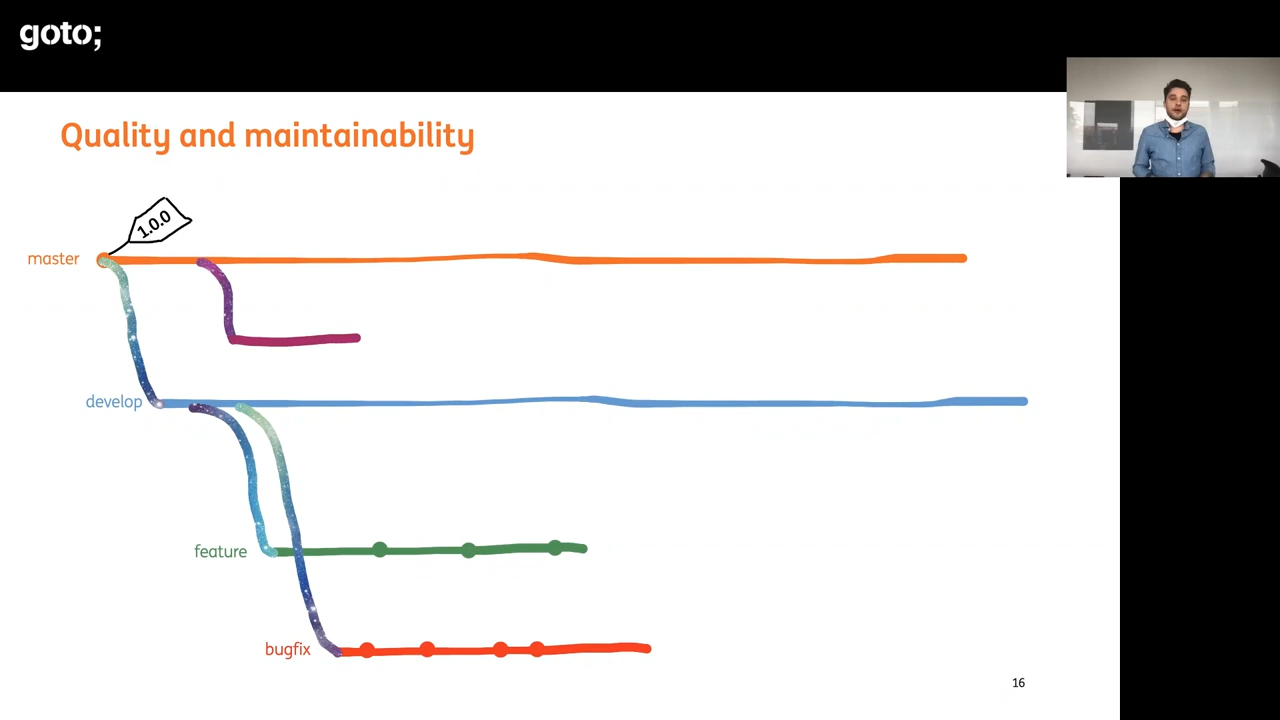 goto;
Quality and maintainability
1.0.0
master
develop
feature
bugfix
16